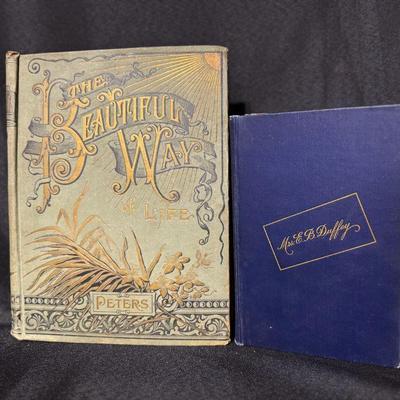 THE
BEAUTIFUL
WAY
OF LIFE
PETERS
Mrs. E. B. Duffey